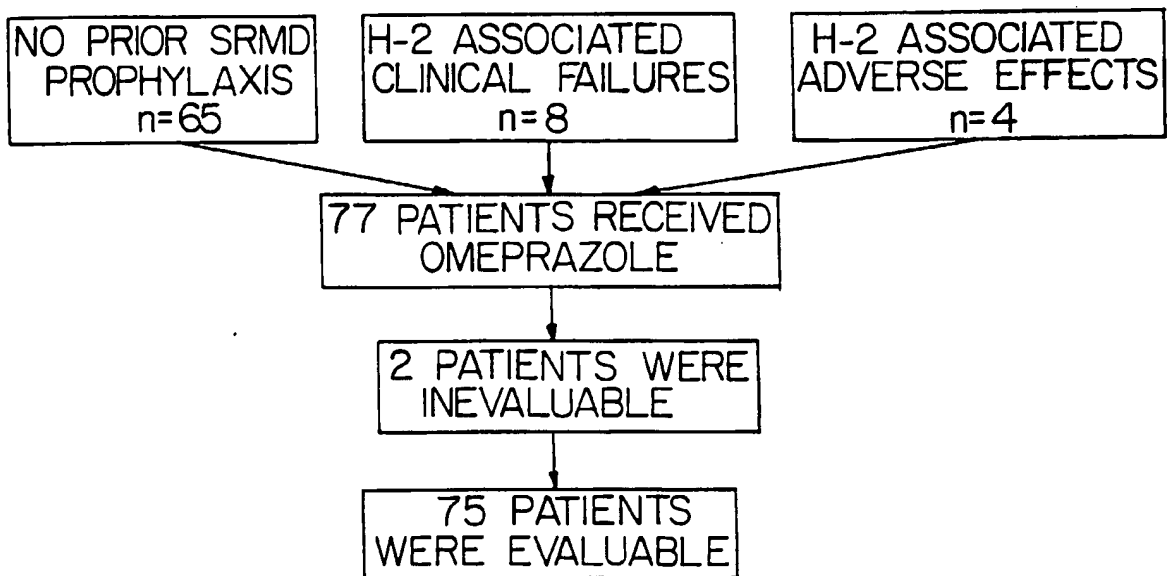 NO PRIOR SRMD
PROPHYLAXIS
n=65
H-2 ASSOCIATED
CLINICAL FAILURES
n=8
H-2 ASSOCIATED
ADVERSE EFFECTS
n=4
77 PATIENTS RECEIVED
OMEPRAZOLE
2 PATIENTS WERE
INEVALUABLE
75 PATIENTS
WERE EVALUABLE